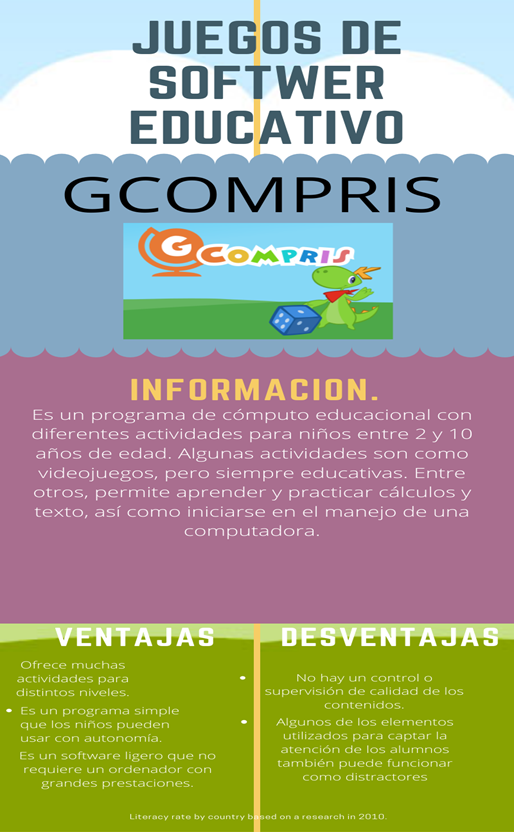 JUEGOS DE
SOFTWER
EDUCATIVO
GCOMPRIS
GCOMPRIS
INFORMACION.
Es un programa de cómputo educacional con
diferentes actividades para niños entre 2 y 10
años de edad. Algunas actividades son como
videojuegos, pero siempre educativas. Entre
otros, permite aprender y practicar cálculos y
texto, así como iniciarse en el manejo de una
computadora.
VENTAJAS
Ofrece muchas
actividades para
distintos niveles.
• Es un programa simple
que los niños pueden
usar con autonomía.
Es un software ligero que no
requiere un ordenador con
grandes prestaciones.
DESVENTAJAS
• No hay un control o
supervisión de calidad de los
contenidos.
• Algunos de los elementos
utilizados para captar la
atención de los alumnos
también puede funcionar
como distractores
Literacy rate by country based on a research in 2010.